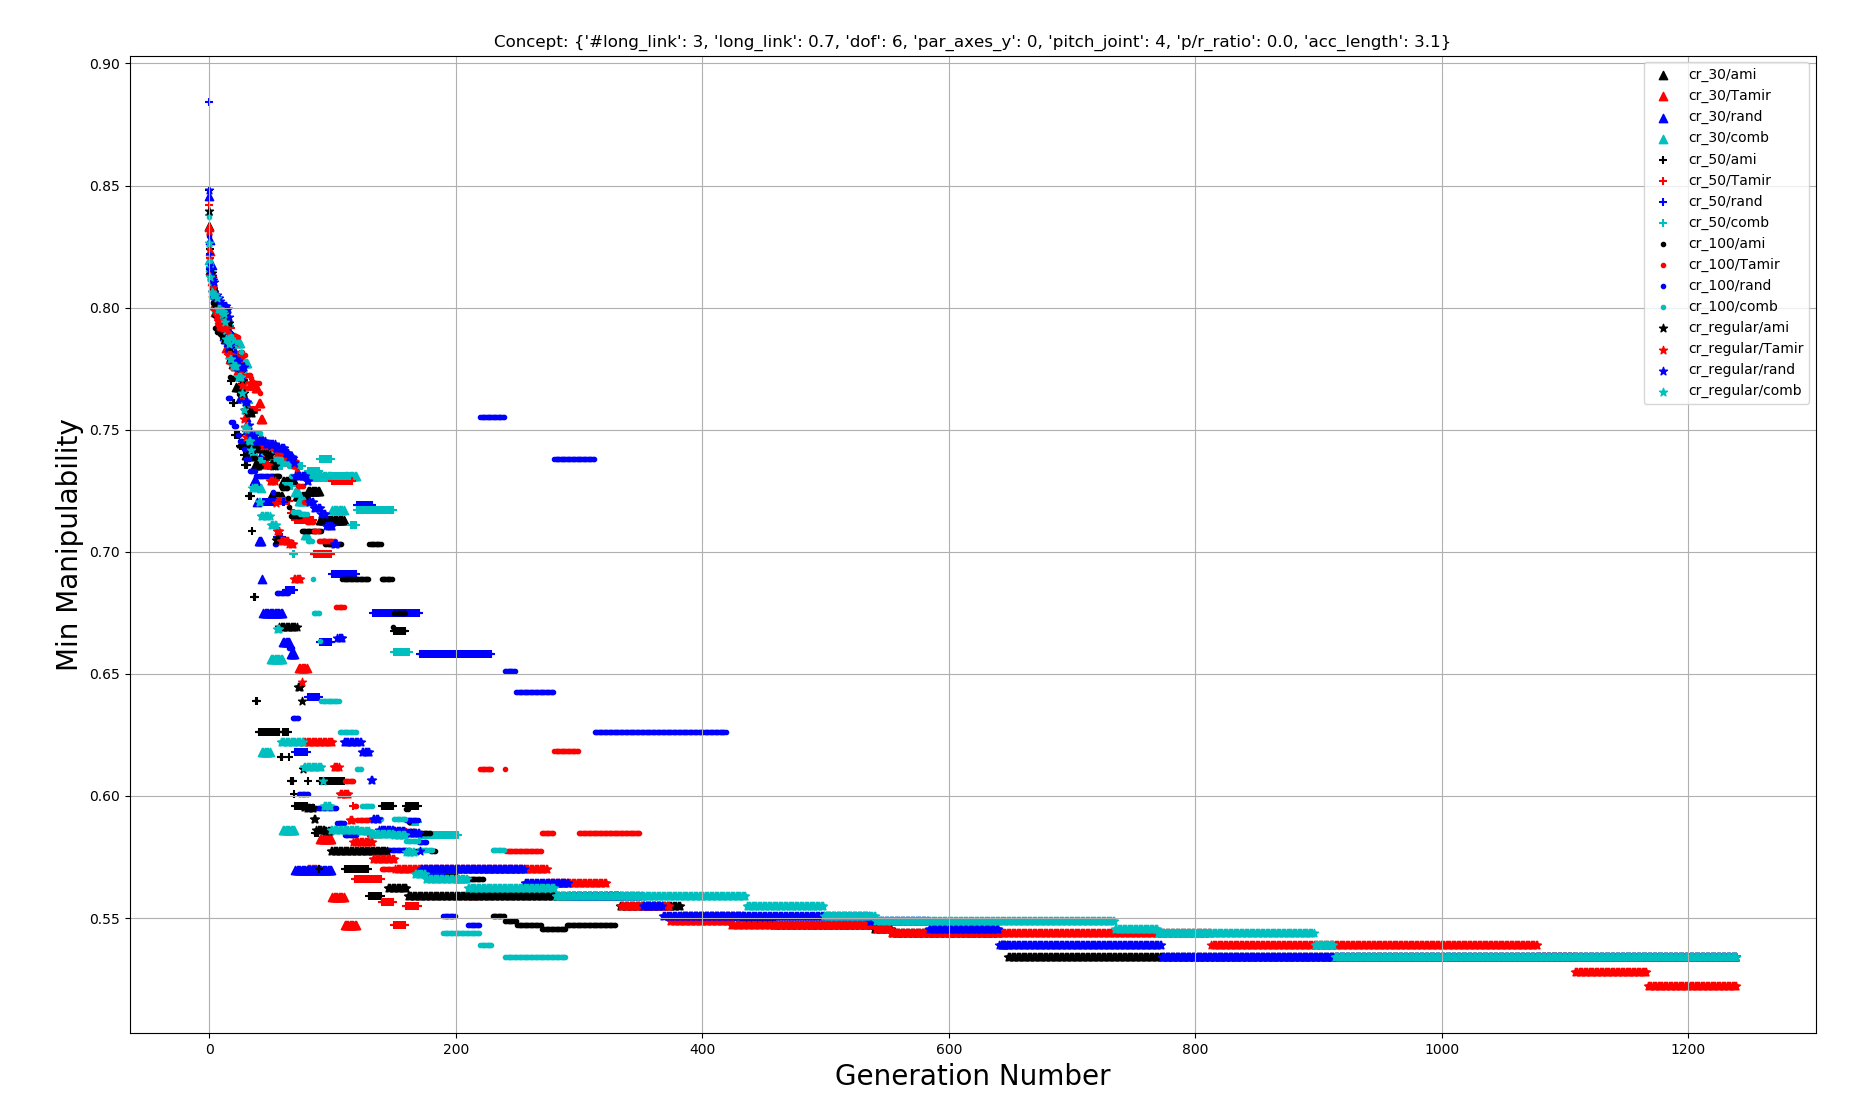 Concept: {'#long_link': 3, 'long_link': 0.7, 'dof': 6, 'par_axes_y': 0, 'pitch_joint': 4, 'p/r_ratio': 0.0, 'acc_length': 3.1}
0.90
0.85
0.80
0.75
0.70
0.65
0.60
0.55
Min Manipulability
cr_30/ami
cr_30/Tamir
cr_30/rand
cr_30/comb
cr_50/ami
cr_50/Tamir
cr_50/rand
cr_50/comb
cr_100/ami
cr_100/Tamir
cr_100/rand
cr_100/comb
cr_regular/ami
cr_regular/Tamir
cr_regular/rand
cr_regular/comb
0 200 400 600 800 1000 1200
Generation Number